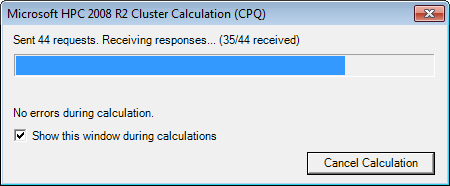 Microsoft HPC 2008 R2 Cluster Calculation (CPQ)
Sent 44 requests. Receiving responses... (35/44 received)
No errors during calculation.
Show this window during calculations
Cancel Calculation